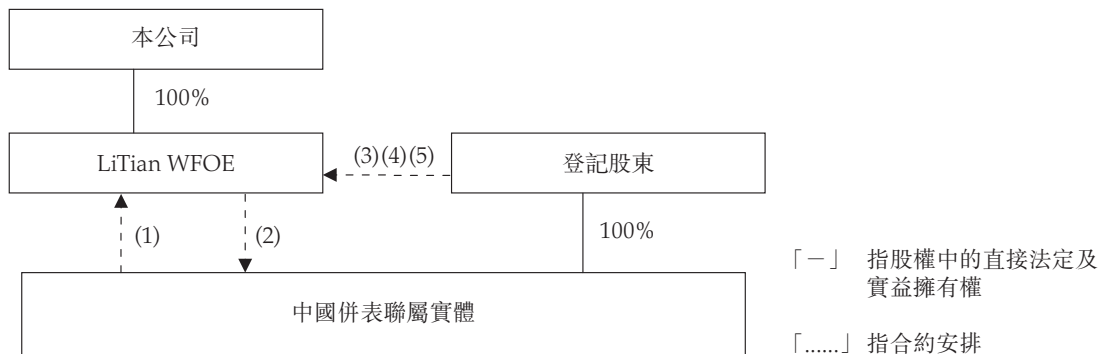 本公司
100%
LiTian WFOE
(3)(4)(5)
登記股東
(1)
(2)
100%
中國併表聯屬實體
「－」 指股權中的直接法定及
實益擁有權
「......」 指合約安排